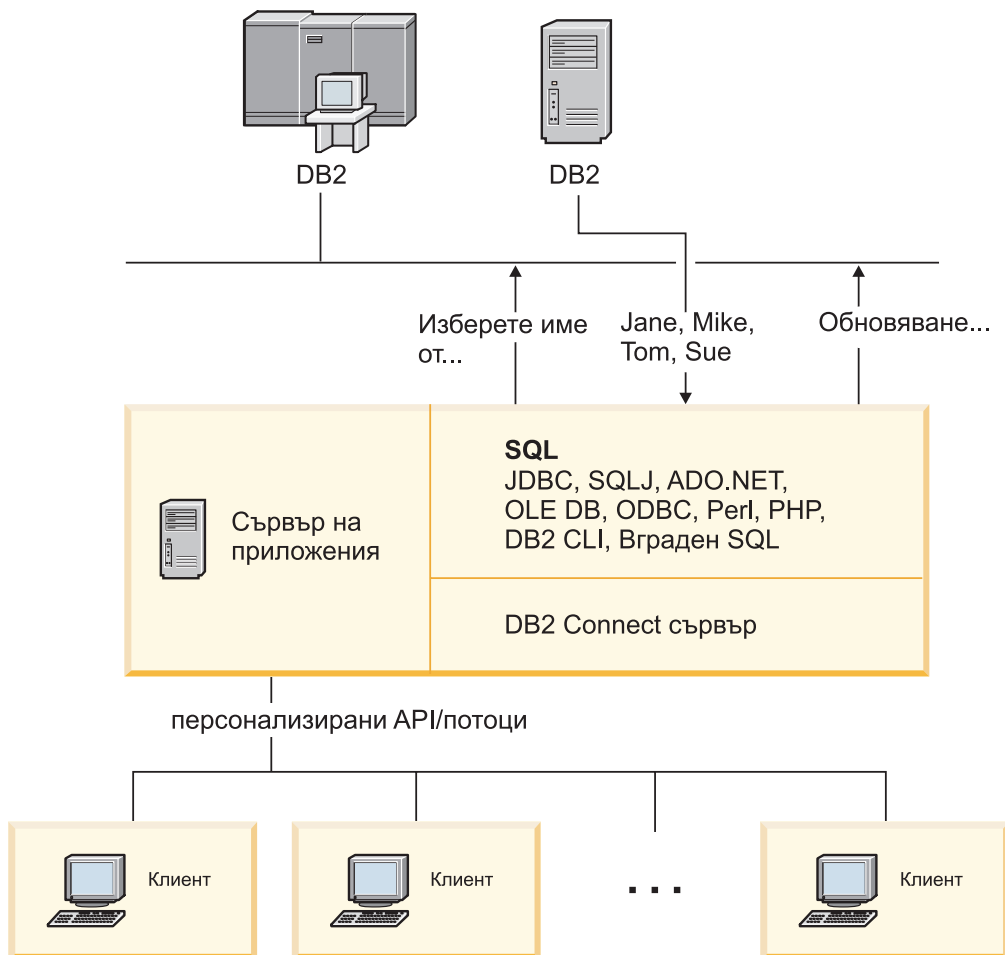 DB2
DB2
Изберете име
от...
Jane, Mike,
Tom, Sue
Обновяване...
Сървър на
приложения
SQL
JDBC, SQLJ, ADO.NET,
OLE DB, ODBC, Perl, PHP,
DB2 CLI, Вграден SQL
DB2 Connect сървър
персонализирани API/потоци
Клиент
Клиент
...
Клиент